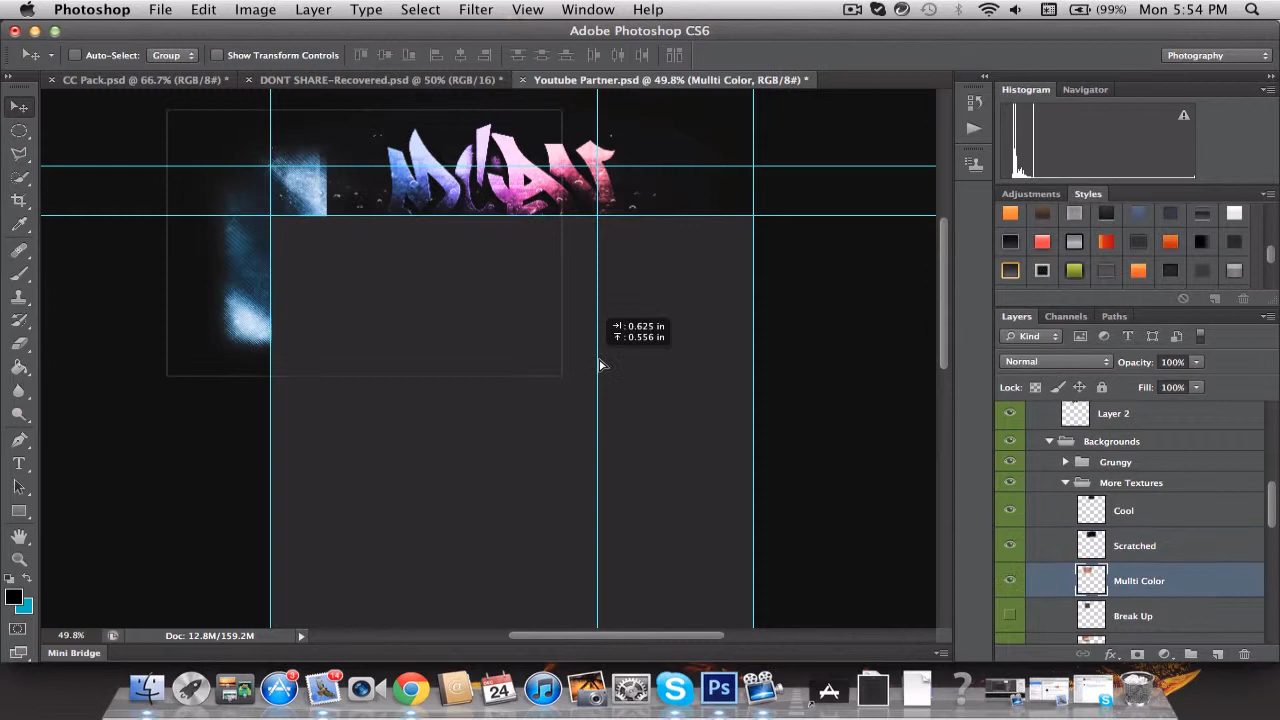 Photoshop File Edit Image Layer Type Select Filter View Window Help (99%) Mon 5:54 PM
Adobe Photoshop CS6
Auto-Select: Group Show Transform Controls Photography
CC Pack.psd @ 66.7% (RGB/8#) * DONT SHARE-Recovered.psd @ 50% (RGB/16) * Youtube Partner.psd @ 49.8% (Mullti Color, RGB/8#) *
Histogram Navigator
Adjustments Styles
: 0.625 in
: 0.556 in
Layers Channels Paths
Kind
Normal Opacity: 100%
Lock: Fill: 100%
Layer 2
Backgrounds
Grungy
More Textures
Cool
Scratched
Mullti Color
Break Up
49.8% Doc: 12.8M/159.2M
Mini Bridge